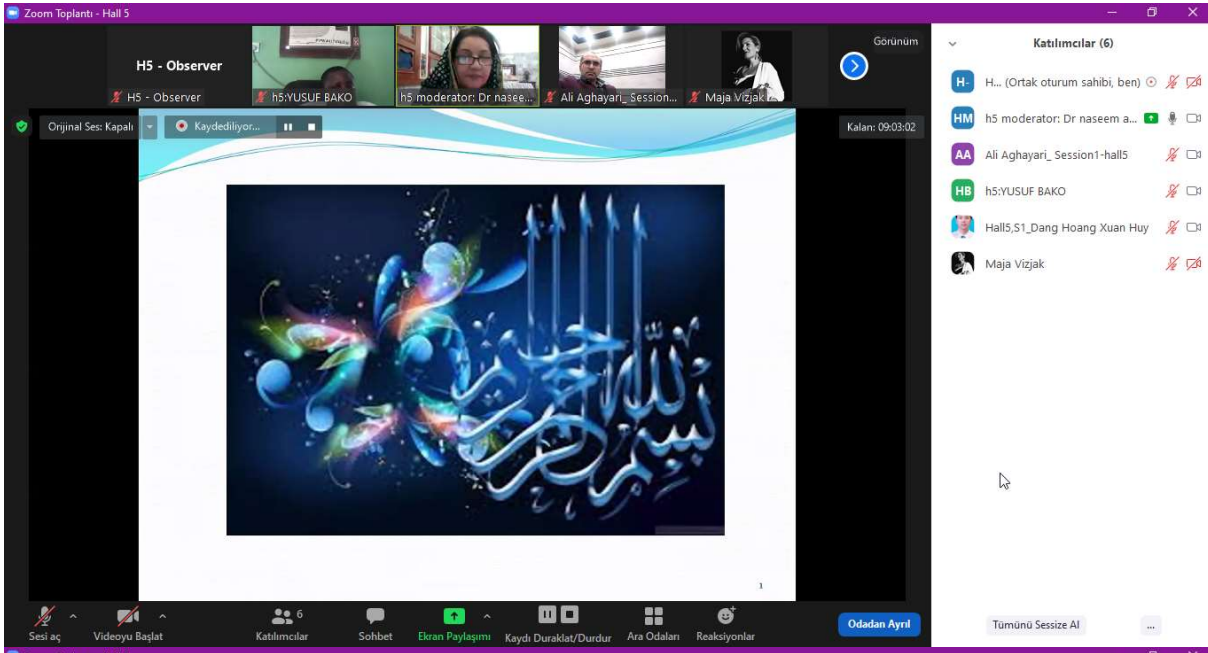 Zoom Toplantı - Hall 5
H5 - Observer
H5 - Observer
h5:YUSUF BAKO
h5 moderator: Dr nasee...
Ali Aghayari_ Session...
Maja Vizjak
Görünüm
Orijinal Ses: Kapalı
Kaydediliyor...
Kalan: 09:03:02
بسم الله الرحمن الرحيم
1
Sesi aç
Videoyu Başlat
6
Katılımcılar
Sohbet
Ekran Paylaşımı
Kaydı Duraklat/Durdur
Ara Odaları
Reaksiyonlar
Odadan Ayrıl
Katılımcılar (6)
H- H... (Ortak oturum sahibi, ben)
HM h5 moderator: Dr naseem a...
AA Ali Aghayari_ Session1-hall5
HB h5:YUSUF BAKO
Hall5,S1_Dang Hoang Xuan Huy
Maja Vizjak
Tümünü Sessize Al
...